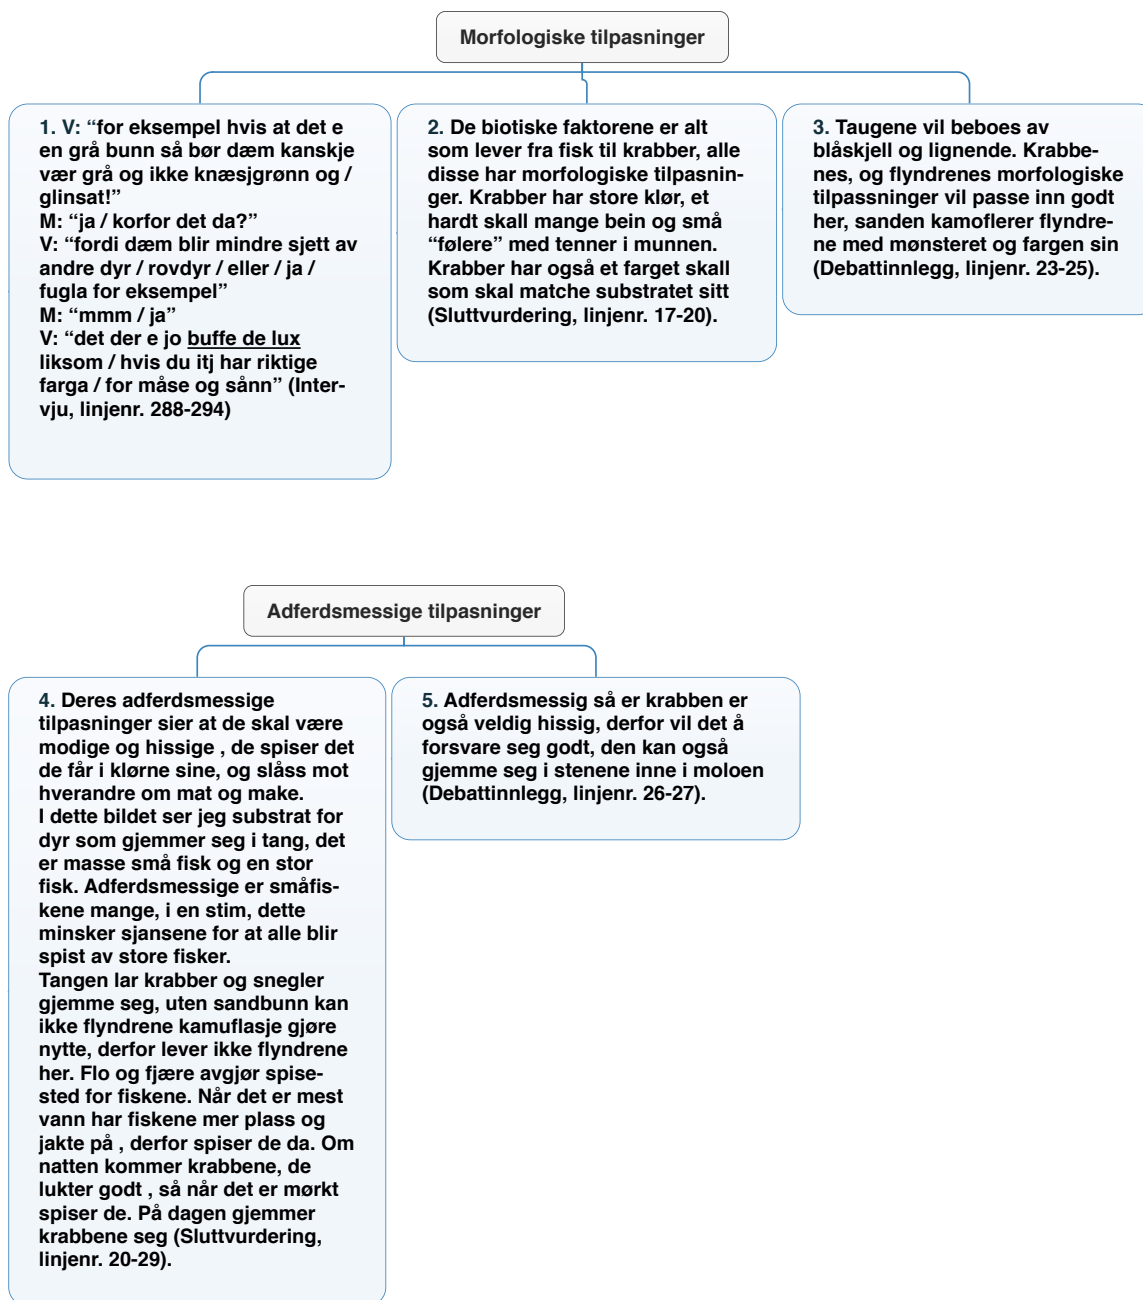 Morfologiske tilpasninger
1. V: “for eksempel hvis at det e
en grå bunn så bør dæm kanskje
vær grå og ikke knæsjgrønn og /
glinsat!”
M: “ja / korfor det da?”
V: “fordi dæm blir mindre sjett av
andre dyr / rovdyr / eller / ja /
fugla for eksempel”
M: “mmm / ja”
V: “det der e jo buffe de lux
liksom / hvis du itj har riktige
farga / for måse og sånn” (Inter-
vju, linjenr. 288-294)
2. De biotiske faktorene er alt
som lever fra fisk til krabber, alle
disse har morfologiske tilpasnin-
ger. Krabber har store klør, et
hardt skall mange bein og små
“følere” med tenner i munnen.
Krabber har også et farget skall
som skal matche substratet sitt
(Sluttvurdering, linjenr. 17-20).
3. Taugene vil beboes av
blåskjell og lignende. Krabbe-
nes, og flyndrenes morfologiske
tilpassninger vil passe inn godt
her, sanden kamoflerer flyndre-
ne med mønsteret og fargen sin
(Debattinnlegg, linjenr. 23-25).
Adferdsmessige tilpasninger
4. Deres adferdsmessige
tilpasninger sier at de skal være
modige og hissige , de spiser det
de får i klørne sine, og slåss mot
hverandre om mat og make.
I dette bildet ser jeg substrat for
dyr som gjemmer seg i tang, det
er masse små fisk og en stor
fisk. Adferdsmessige er småfis-
kene mange, i en stim, dette
minsker sjansene for at alle blir
spist av store fisker.
Tangen lar krabber og snegler
gjemme seg, uten sandbunn kan
ikke flyndrene kamuflasje gjøre
nytte, derfor lever ikke flyndrene
her. Flo og fjære avgjør spise-
sted for fiskene. Når det er mest
vann har fiskene mer plass og
jakte på , derfor spiser de da. Om
natten kommer krabbene, de
lukter godt , så når det er mørkt
spiser de. På dagen gjemmer
krabbene seg (Sluttvurdering,
linjenr. 20-29).
5. Adferdsmessig så er krabben er
også veldig hissig, derfor vil det å
forsvare seg godt, den kan også
gjemme seg i stenene inne i moloen
(Debattinnlegg, linjenr. 26-27).